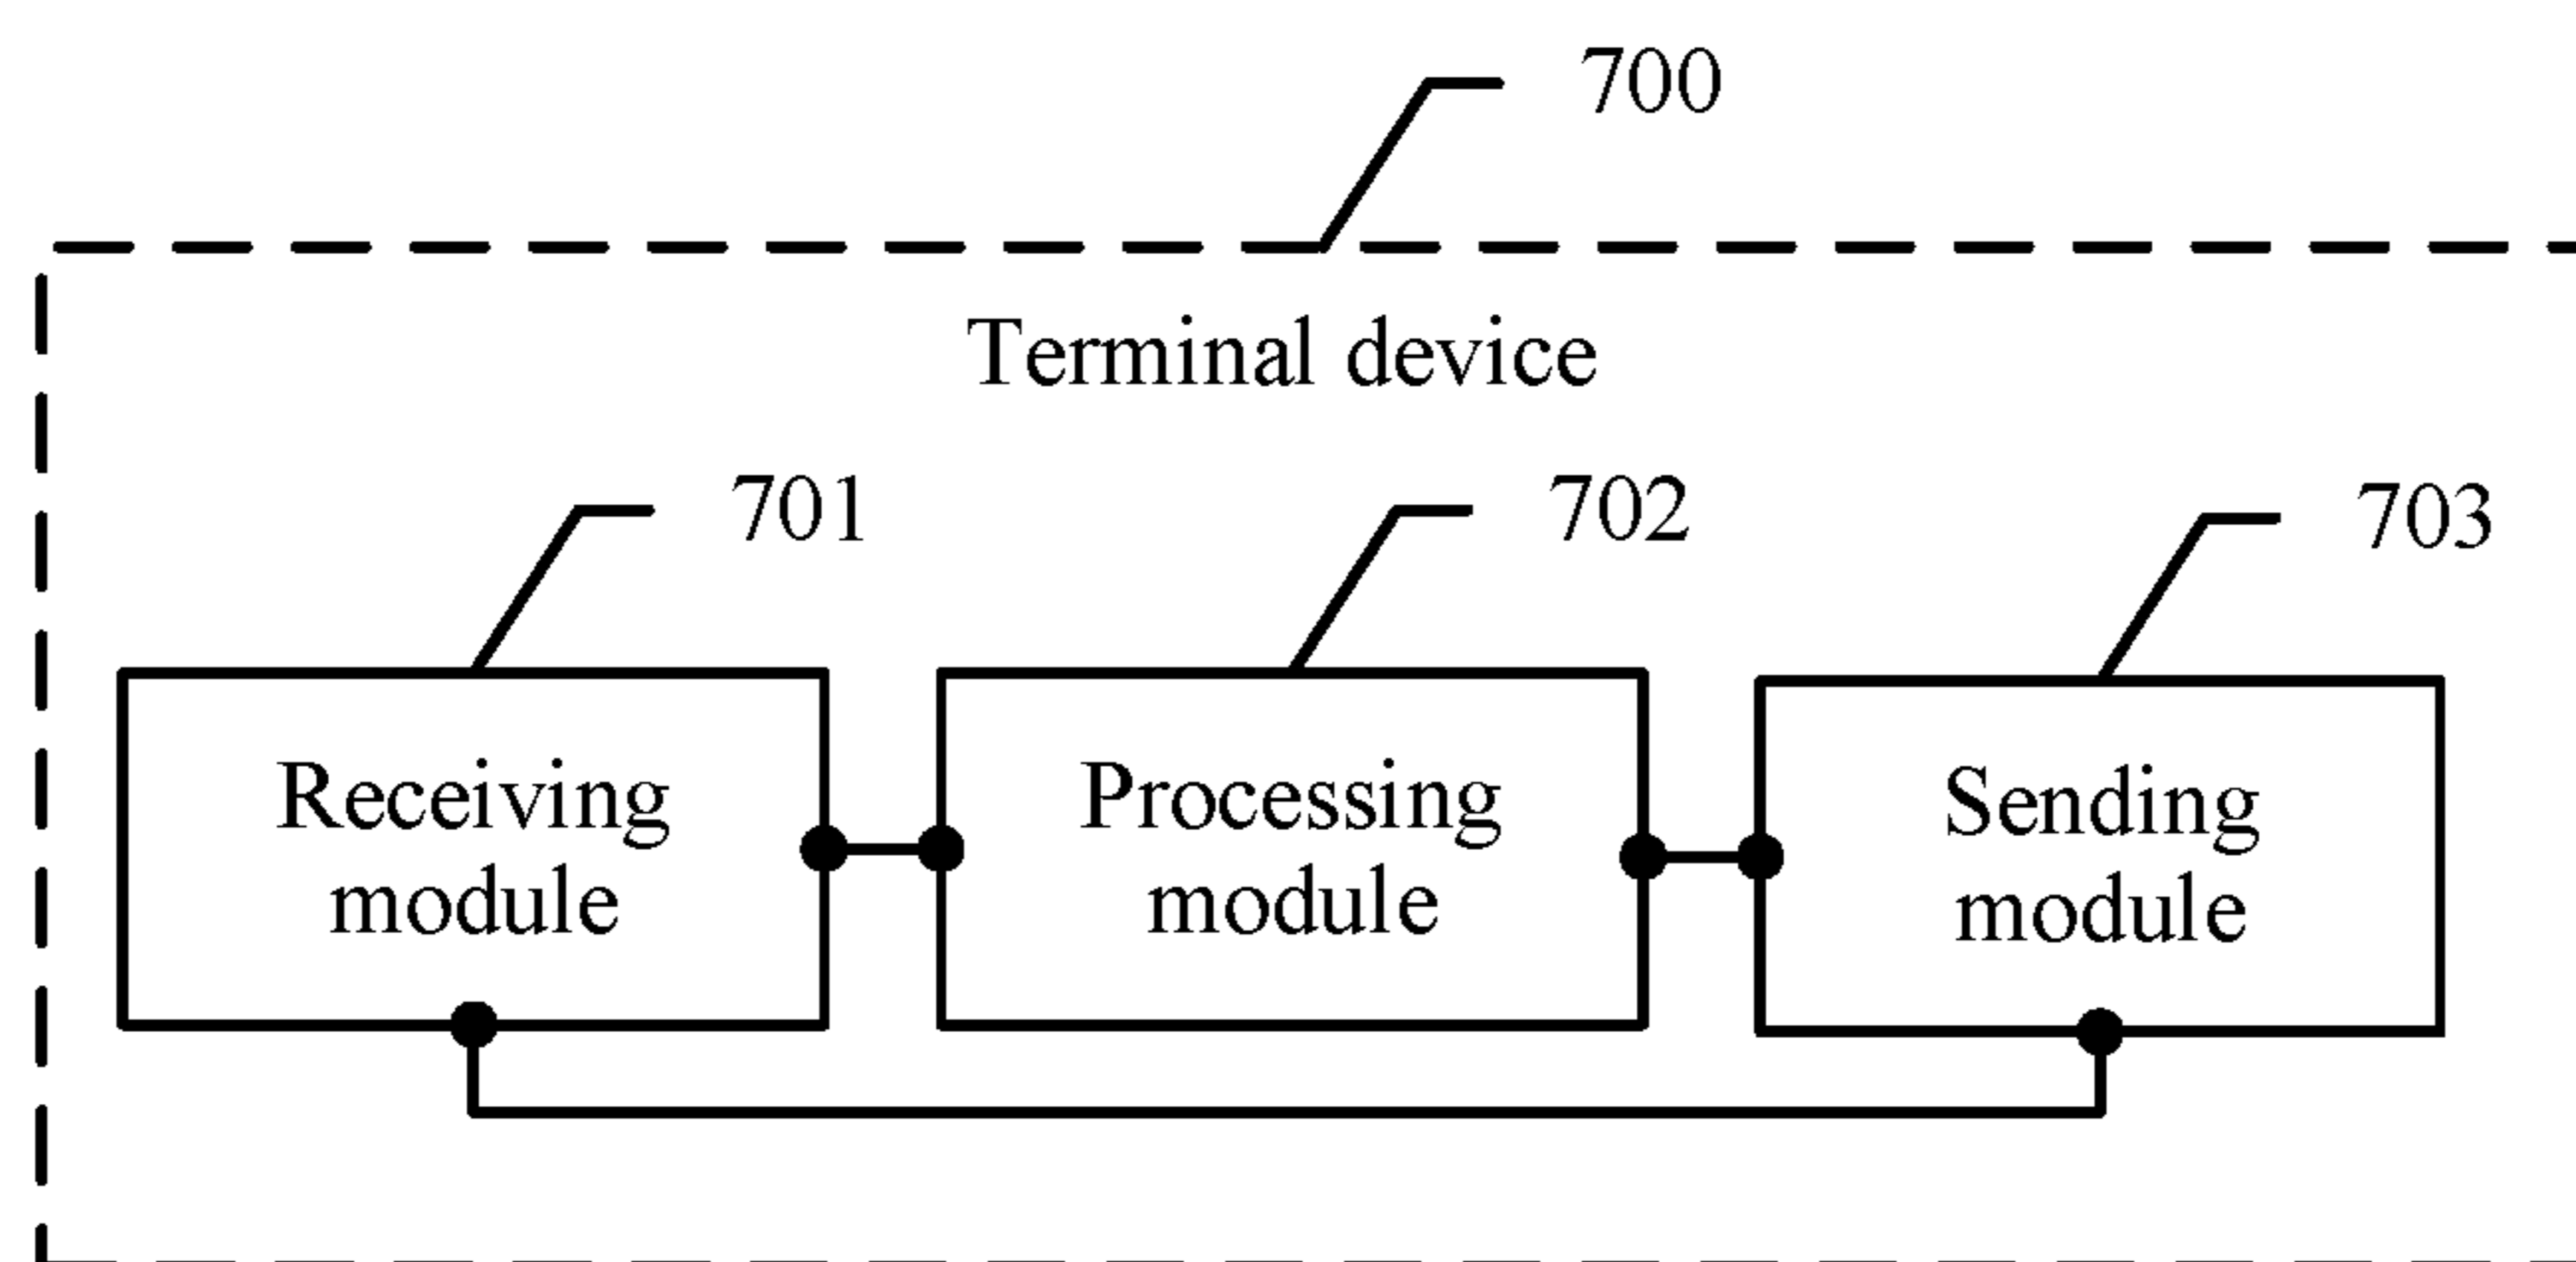 700
Terminal device
701
702
703
Receiving
module
Processing
module
Sending
module